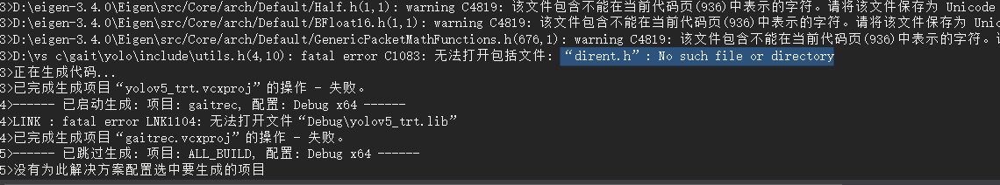 3>D:\eigen-3.4.0\Eigen\src/Core/arch/Default/Half.h(1,1): warning C4819: 该文件包含不能在当前代码页(936)中表示的字符。请将该文件保存为 Unicode
3>D:\eigen-3.4.0\Eigen\src/Core/arch/Default/BFloat16.h(1,1): warning C4819: 该文件包含不能在当前代码页(936)中表示的字符。请将该文件保存为 Un
3>D:\eigen-3.4.0\Eigen\src/Core/arch/Default/GenericPacketMathFunctions.h(676,1): warning C4819: 该文件包含不能在当前代码页(936)中表示的字符。
3>D:\vs c\gait\yolo\include\utils.h(4,10): fatal error C1083: 无法打开包括文件: “dirent.h”: No such file or directory
3>正在生成代码...
3>已完成生成项目“yolov5_trt.vcxproj”的操作 - 失败。
4>------ 已启动生成: 项目: gaitrec, 配置: Debug x64 ------
4>LINK : fatal error LNK1104: 无法打开文件“Debug\yolov5_trt.lib”
4>已完成生成项目“gaitrec.vcxproj”的操作 - 失败。
5>------ 已跳过生成: 项目: ALL_BUILD, 配置: Debug x64 ------
5>没有为此解决方案配置选中要生成的项目